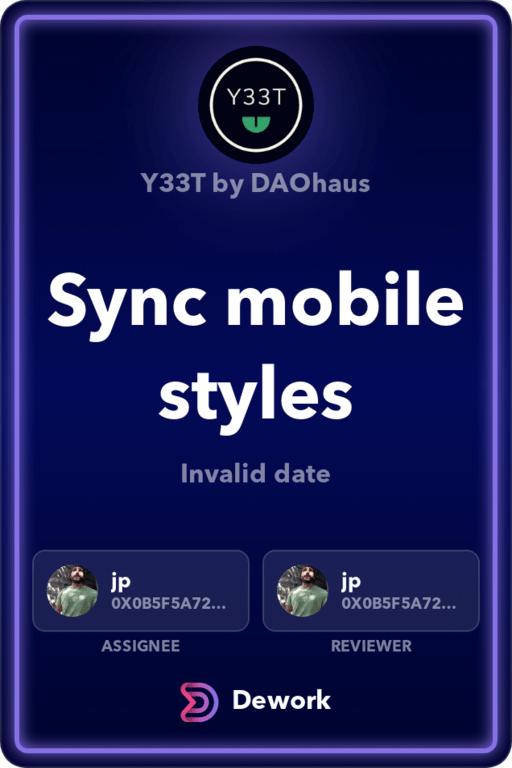 Y33T
Y33T by DAOhaus
Sync mobile
styles
Invalid date
jp
0X0B5F5A72...
jp
0X0B5F5A72...
ASSIGNEE
REVIEWER
Dework